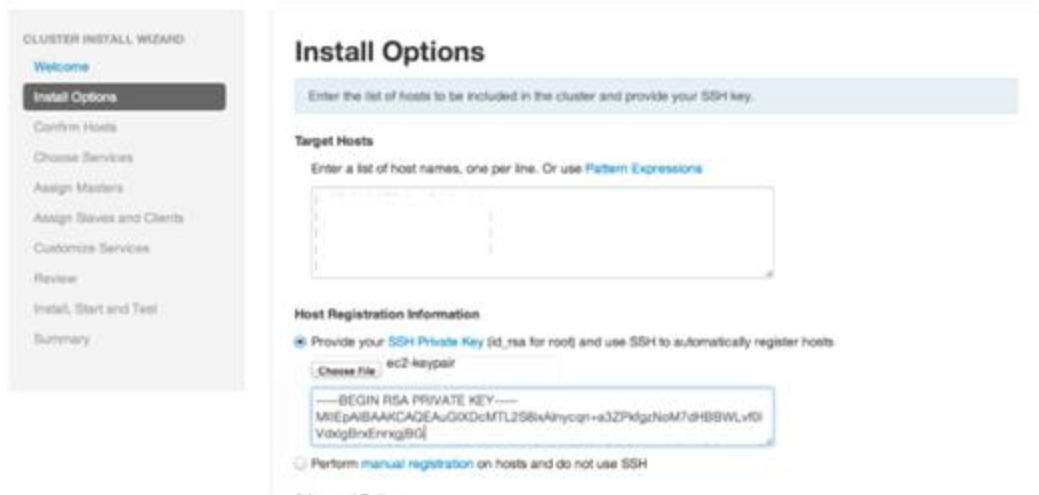 CLUSTER INSTALL WIZARD
Welcome
Install Options
Confirm Hosts
Choose Services
Assign Masters
Assign Slaves and Clients
Customize Services
Review
Install, Start and Test
Summary
Install Options
Enter the list of hosts to be included in the cluster and provide your SSH key.
Target Hosts
Enter a list of host names, one per line. Or use Pattern Expressions
Host Registration Information
Provide your SSH Private Key (id_rsa for root) and use SSH to automatically register hosts
Choose File ec2-keypair
-----BEGIN RSA PRIVATE KEY-----
Perform manual registration on hosts and do not use SSH